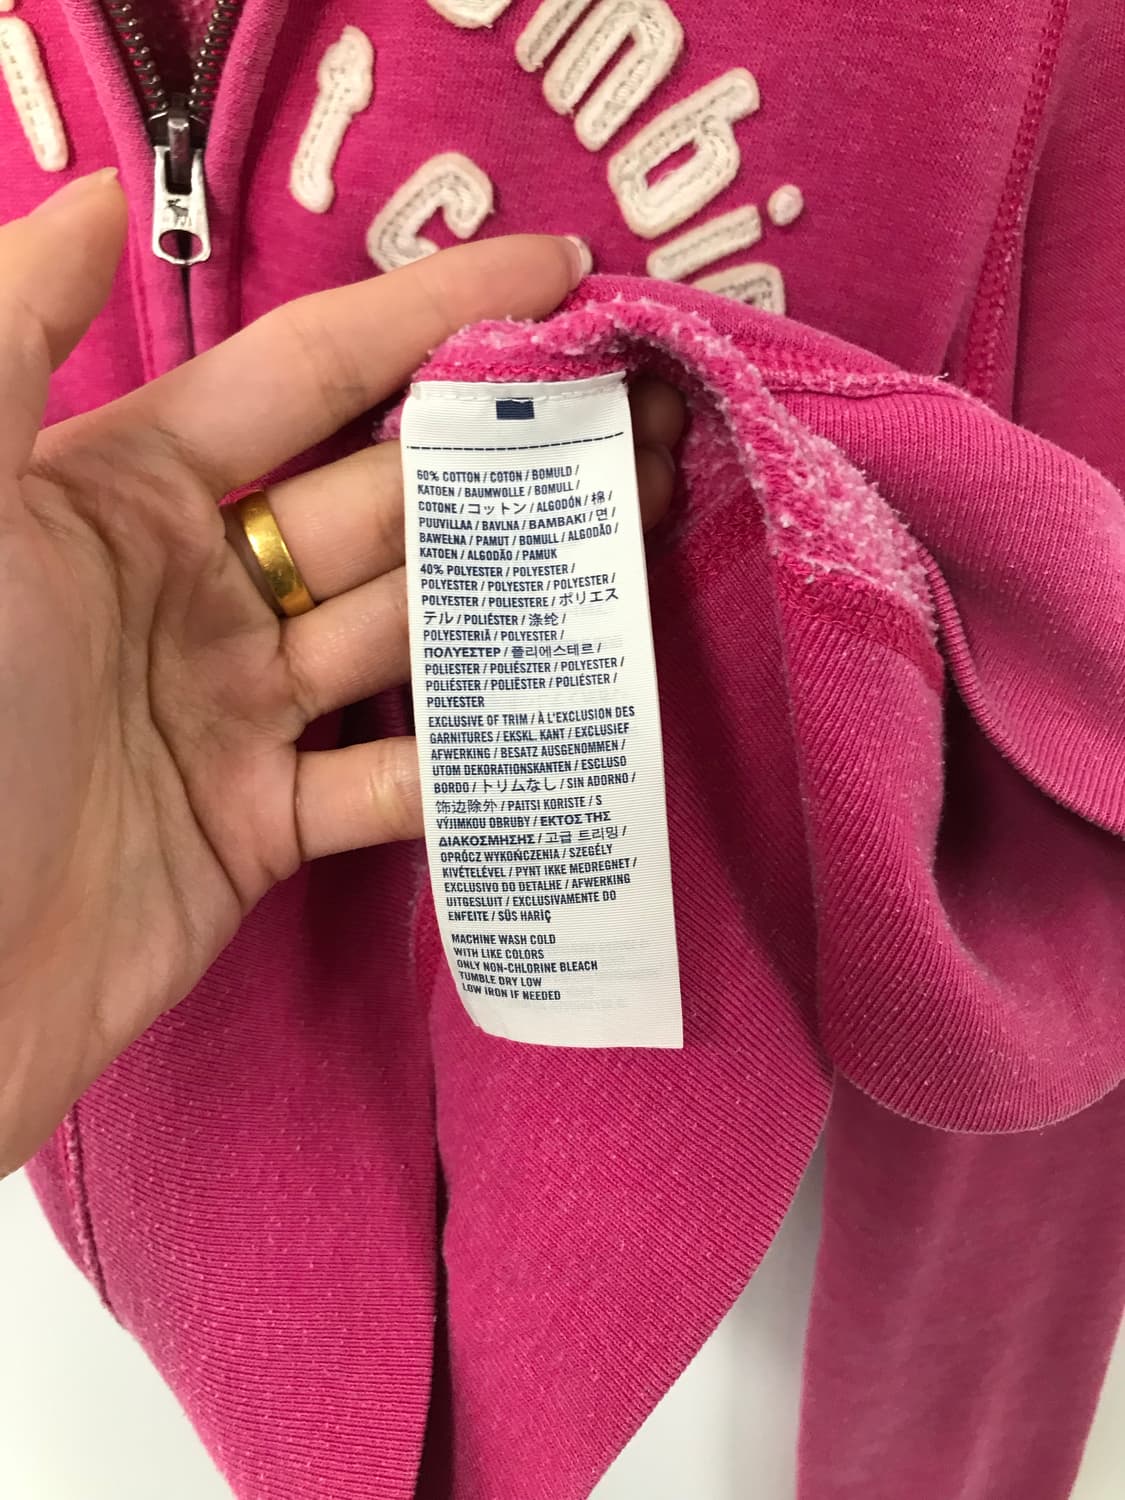 mbie
60% COTTON / COTON / BOMULD /
KATOEN / BAUMWOLLE / BOMULL /
COTONE / コットン / ALGODÓN / 棉 /
PUUVILLAA / BAVLNA / ΒΑΜΒΑΚΙ / 면 /
BAWEŁNA / PAMUT / BOMULL / ALGODÃO /
KATOEN / ALGODÃO / PAMUK
40% POLYESTER / POLYESTER /
POLYESTER / POLYESTER / POLYESTER /
POLYESTER / POLIESTERE / ポリエス
テル / POLIÉSTER / 涤纶 /
POLYESTERIÄ / POLYESTER /
ΠΟΛΥΕΣΤΕΡ / 폴리에스테르 /
POLIESTER / POLIÉSZTER / POLYESTER /
POLIÉSTER / POLIËSTER / POLIÉSTER /
POLYESTER
EXCLUSIVE OF TRIM / À L'EXCLUSION DES
GARNITURES / EKSKL. KANT / EXCLUSIEF
AFWERKING / BESATZ AUSGENOMMEN /
UTOM DEKORATIONSKANTEN / ESCLUSO
BORDO / トリムなし / SIN ADORNO /
饰边除外 / PAITSI KORISTE / S
VÝJIMKOU OBRUBY / ΕΚΤΟΣ ΤΗΣ
ΔΙΑΚΟΣΜΗΣΗΣ / 고급 트리밍 /
OPRÓCZ WYKOŃCZENIA / SZEGÉLY
KIVÉTELÉVEL / PYNT IKKE MEDREGNET /
EXCLUSIVO DO DETALHE / AFWERKING
UITGESLUIT / EXCLUSIVAMENTE DO
ENFEITE / SÜS HARİÇ
MACHINE WASH COLD
WITH LIKE COLORS
ONLY NON-CHLORINE BLEACH
TUMBLE DRY LOW
LOW IRON IF NEEDED